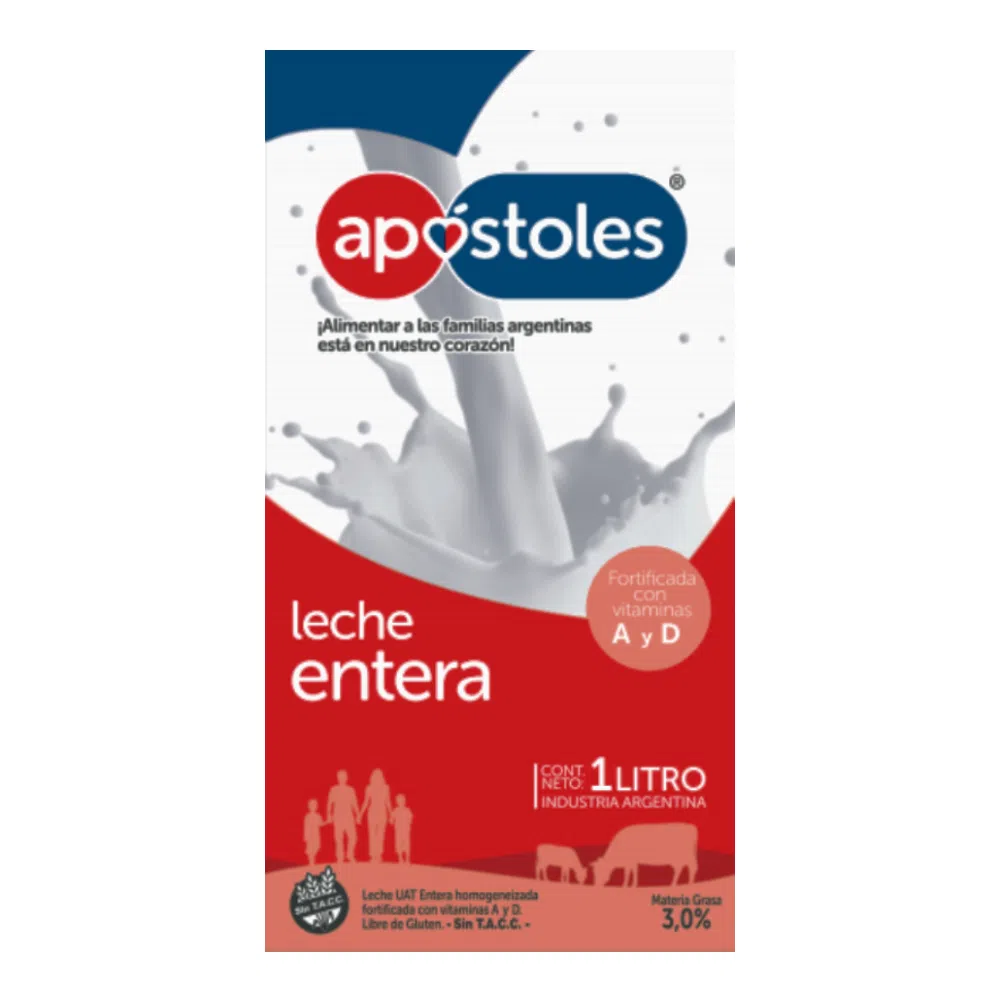 apóstoles®
¡Alimentar a las familias argentinas
está en nuestro corazón!
Fortificada
con
vitaminas
A y D
leche
entera
CONT.
NETO: 1 LITRO
INDUSTRIA ARGENTINA
Sin T.A.C.C.
Leche UAT Entera homogeneizada
fortificada con vitaminas A y D.
Libre de Gluten. - Sin T.A.C.C. -
Materia Grasa
3,0%